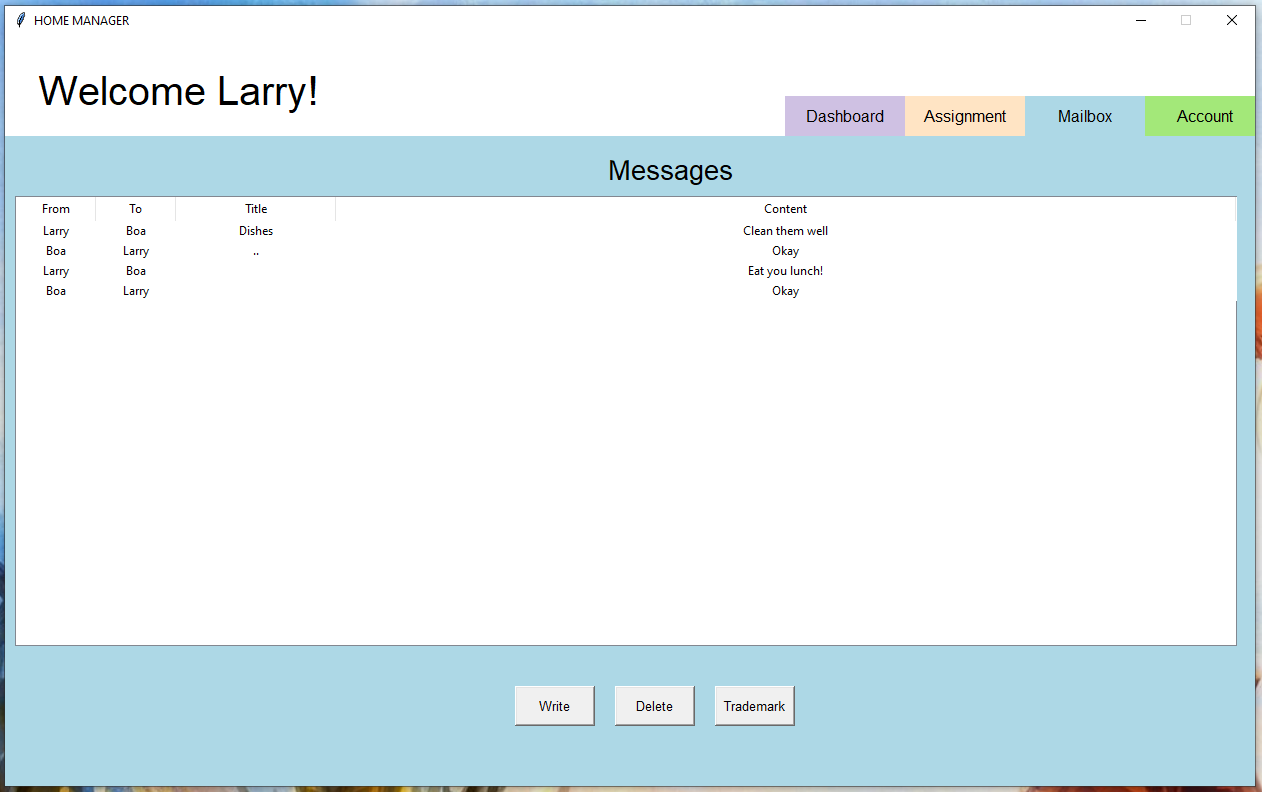 HOME MANAGER
Welcome Larry!
Dashboard Assignment Mailbox Account
Messages
From To Title Content
Larry Boa Dishes Clean them well
Boa Larry .. Okay
Larry Boa Eat you lunch!
Boa Larry Okay
Write Delete Trademark